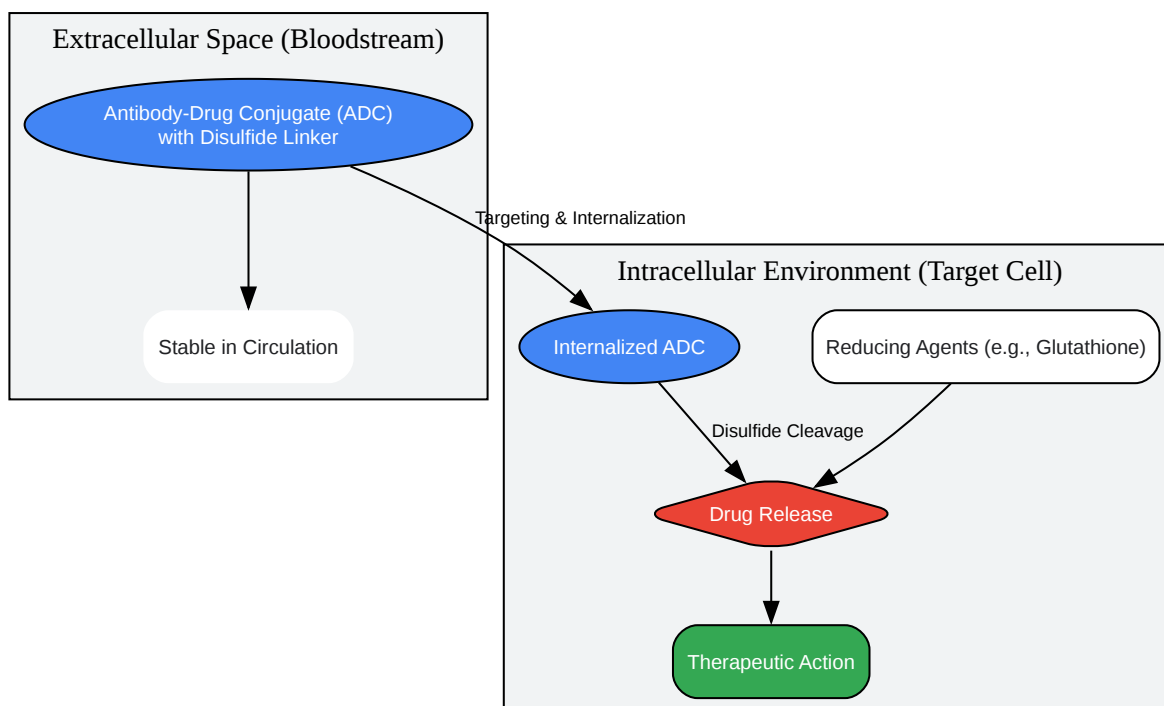 Extracellular Space (Bloodstream)
Antibody-Drug Conjugate (ADC)
with Disulfide Linker
Targeting & Internalization
Intracellular Environment (Target Cell)
Stable in Circulation
Internalized ADC
Reducing Agents (e.g., Glutathione)
Disulfide Cleavage
Drug Release
Therapeutic Action